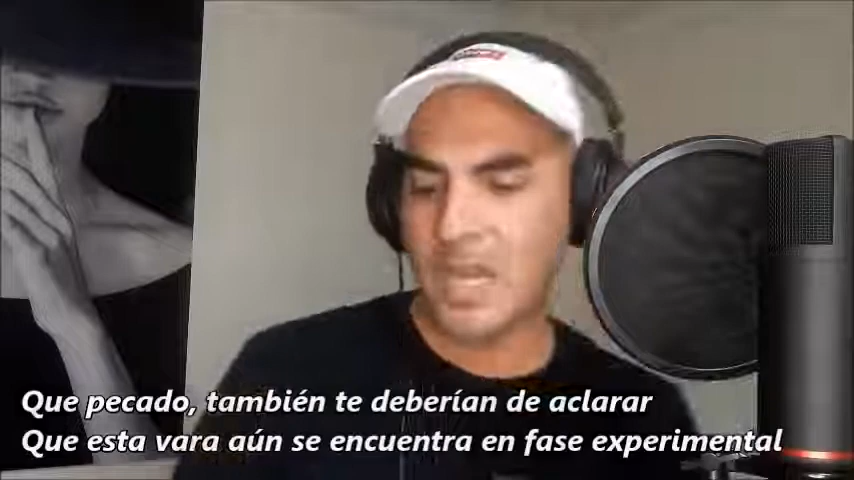 Que pecado, también te deberían de aclarar
Que esta vara aún se encuentra en fase experimental